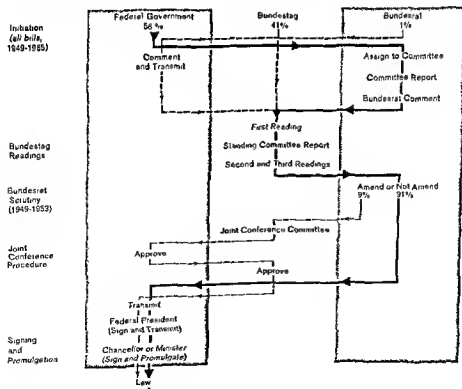 Initiation
(all bills,
1949-1965)
Federal Government
58 %
Bundestag
41%
Bundesrat
1%
Comment
and Transmit
Assign to Committee
Committee Report
Bundesrat Comment
First Reading
Bundestag
Readings
Standing Committee Report
Second and Third Readings
Bundesrat
Scrutiny
(1949-1953)
Amend or Not Amend
9% 91%
Joint Conference Committee
Joint
Conference
Procedure
Approve
Approve
Transmit
Federal President
(Sign and Transmit)
Signing
and
Promulgation
Chancellor or Minister
(Sign and Promulgate)
Law